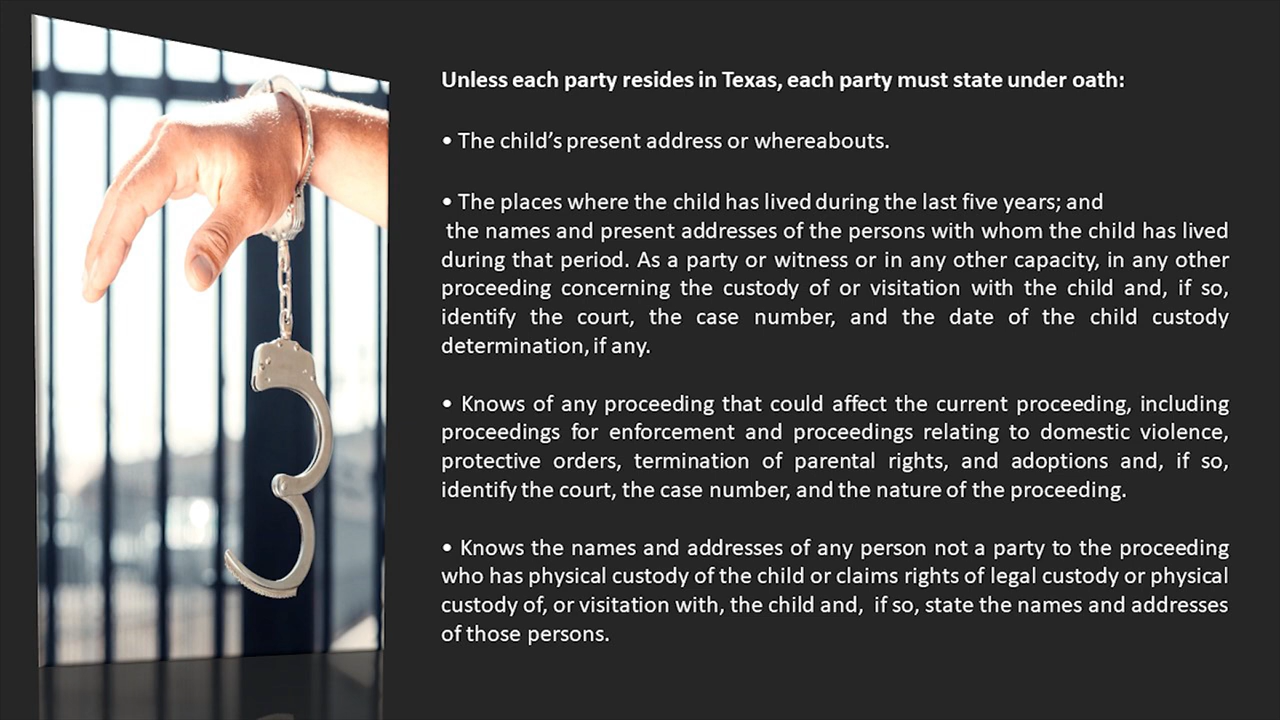 Unless each party resides in Texas, each party must state under oath:
• The child’s present address or whereabouts.
• The places where the child has lived during the last five years; and
the names and present addresses of the persons with whom the child has lived
during that period. As a party or witness or in any other capacity, in any other
proceeding concerning the custody of or visitation with the child and, if so,
identify the court, the case number, and the date of the child custody
determination, if any.
• Knows of any proceeding that could affect the current proceeding, including
proceedings for enforcement and proceedings relating to domestic violence,
protective orders, termination of parental rights, and adoptions and, if so,
identify the court, the case number, and the nature of the proceeding.
• Knows the names and addresses of any person not a party to the proceeding
who has physical custody of the child or claims rights of legal custody or physical
custody of, or visitation with, the child and, if so, state the names and addresses
of those persons.